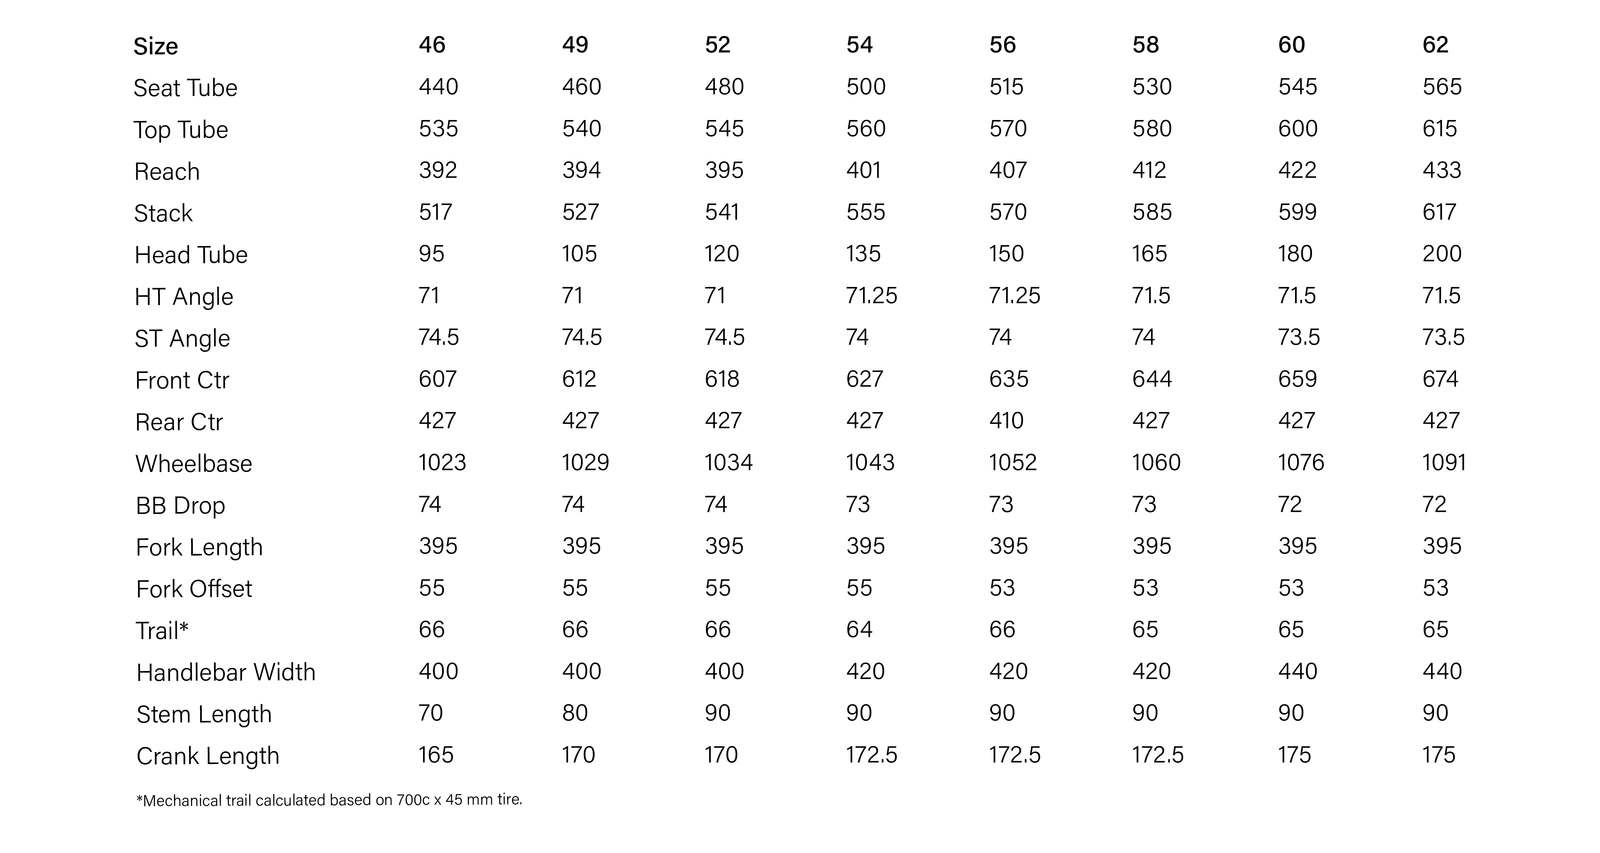 Size 46 49 52 54 56 58 60 62
Seat Tube 440 460 480 500 515 530 545 565
Top Tube 535 540 545 560 570 580 600 615
Reach 392 394 395 401 407 412 422 433
Stack 517 527 541 555 570 585 599 617
Head Tube 95 105 120 135 150 165 180 200
HT Angle 71 71 71 71.25 71.25 71.5 71.5 71.5
ST Angle 74.5 74.5 74.5 74 74 74 73.5 73.5
Front Ctr 607 612 618 627 635 644 659 674
Rear Ctr 427 427 427 427 410 427 427 427
Wheelbase 1023 1029 1034 1043 1052 1060 1076 1091
BB Drop 74 74 74 73 73 73 72 72
Fork Length 395 395 395 395 395 395 395 395
Fork Offset 55 55 55 55 53 53 53 53
Trail* 66 66 66 64 66 65 65 65
Handlebar Width 400 400 400 420 420 420 440 440
Stem Length 70 80 90 90 90 90 90 90
Crank Length 165 170 170 172.5 172.5 172.5 175 175
*Mechanical trail calculated based on 700c x 45 mm tire.